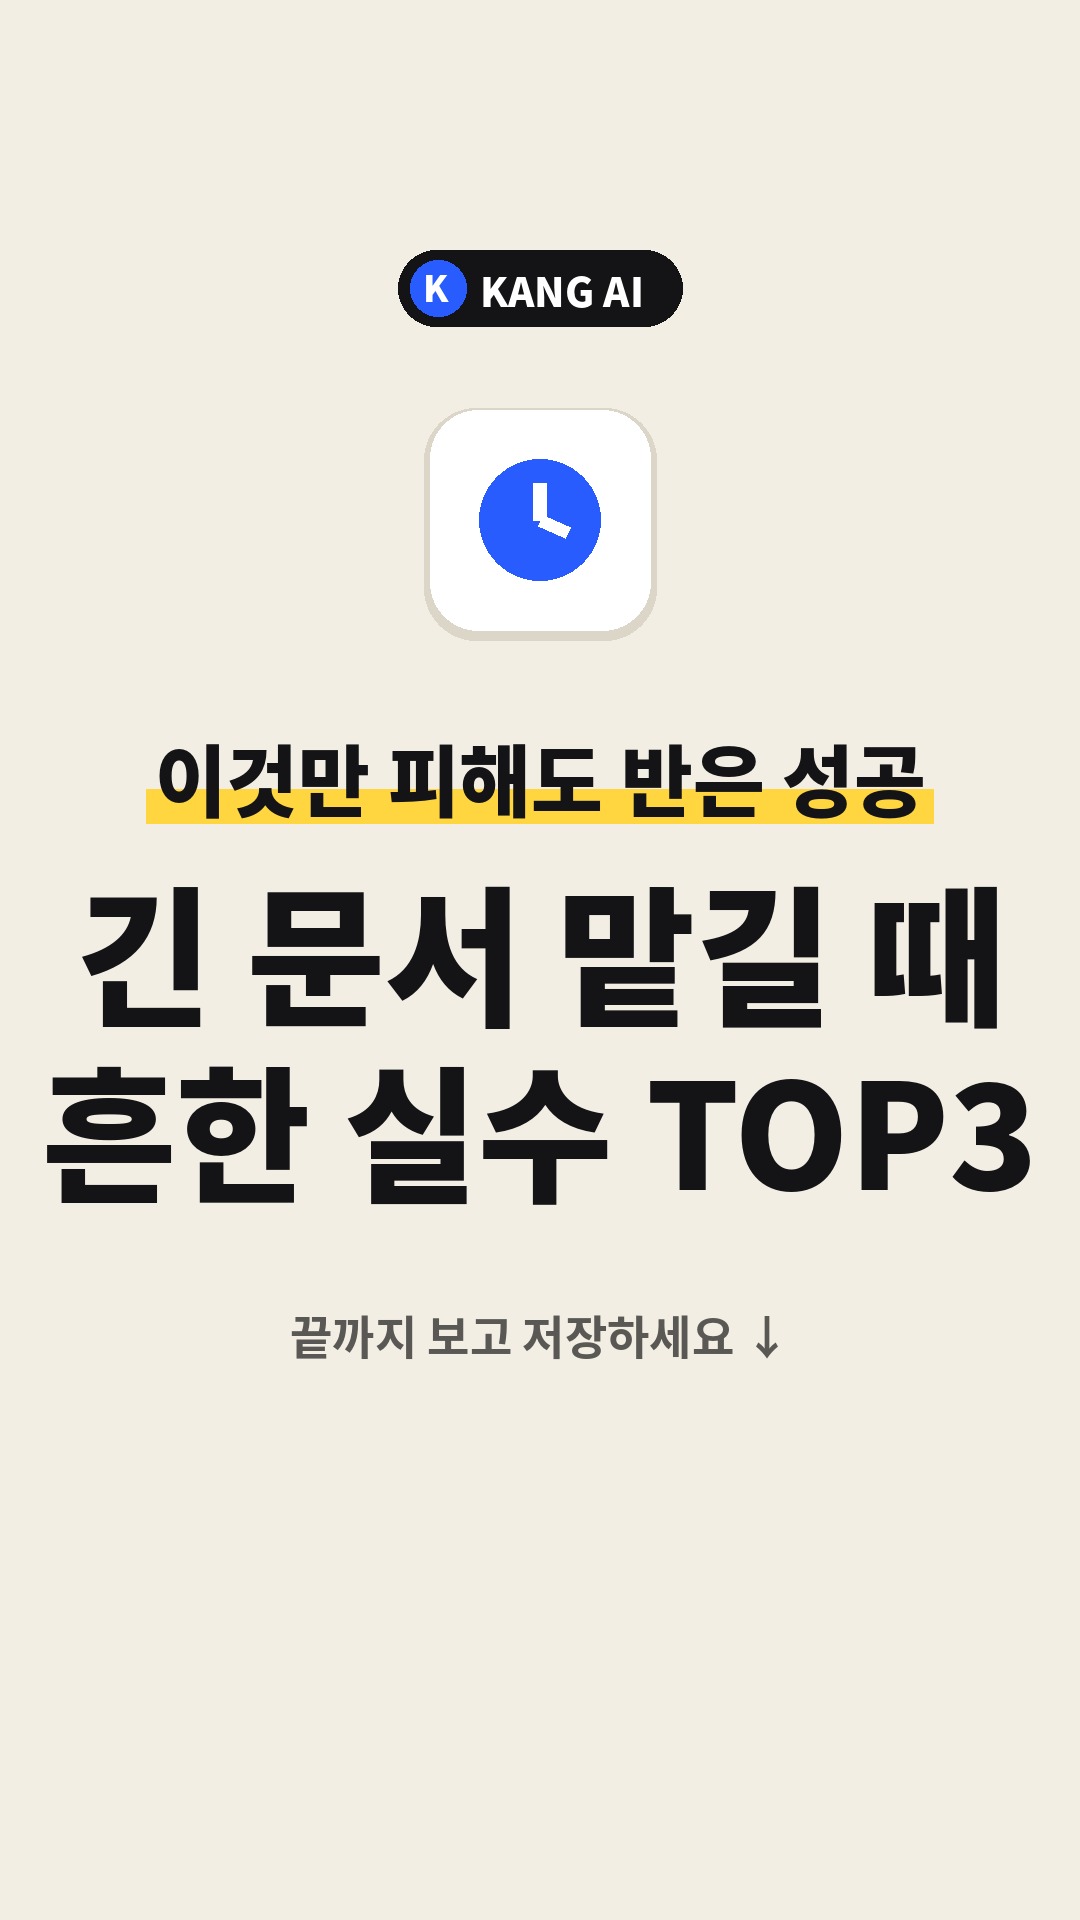 K KANG AI
이것만 피해도 반은 성공
긴 문서 맡길 때
흔한 실수 TOP3
끝까지 보고 저장하세요 ↓